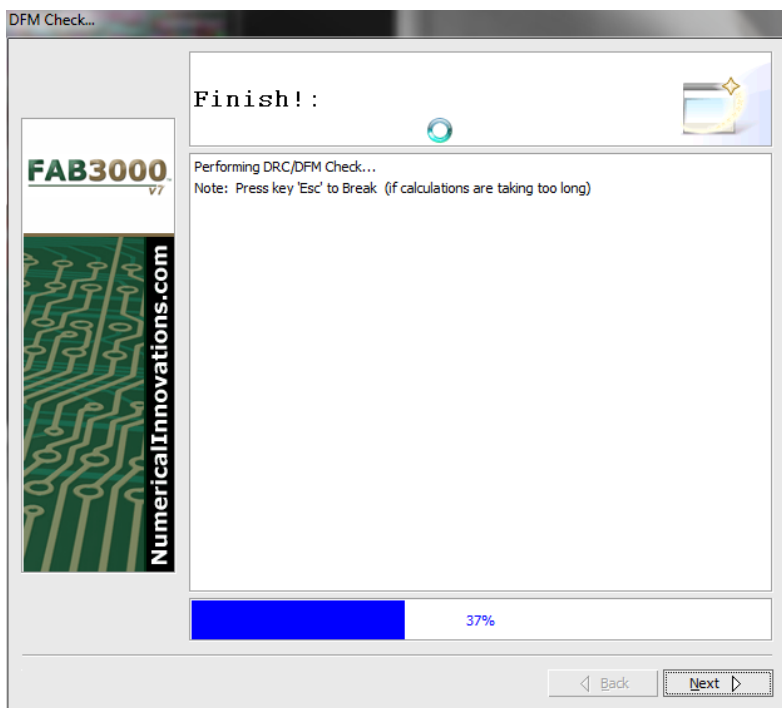 DFM Check...
Finish!:
FAB3000
V7
NumericalInnovations.com
Performing DRC/DFM Check...
Note: Press key 'Esc' to Break (if calculations are taking too long)
37%
Back
Next